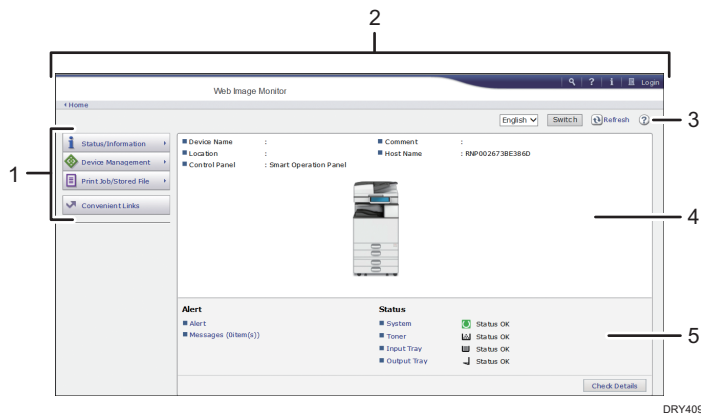 2
Login
Web Image Monitor
Home
English Switch Refresh 3
1
Status/Information
Device Management
Print Job/Stored File
Convenient Links
Device Name :
Location :
Control Panel : Smart Operation Panel
Comment :
Host Name : RNP002673BE386D
4
Alert
Alert
Messages (0item(s))
Status
System Status OK
Toner Status OK
Input Tray Status OK
Output Tray Status OK
5
Check Details
DRY409